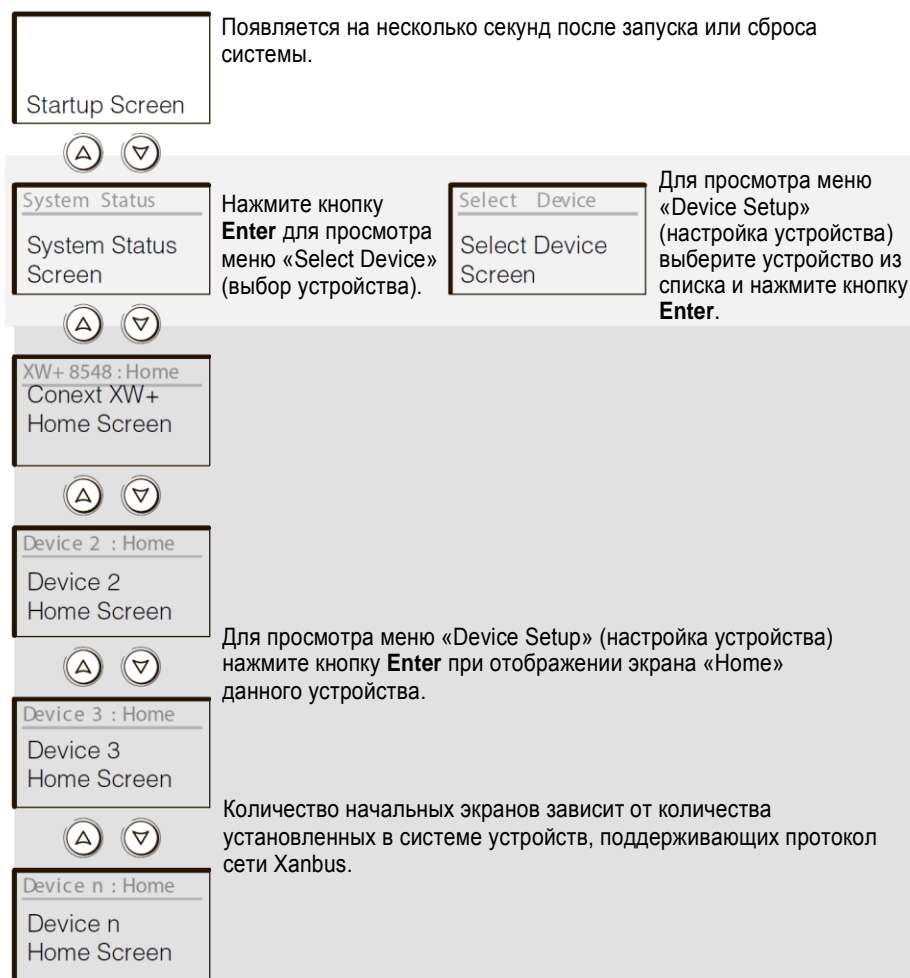 Появляется на несколько секунд после запуска или сброса
системы.
Startup Screen
System Status
System Status
Screen
Нажмите кнопку
Enter для просмотра
меню «Select Device»
(выбор устройства).
Select Device
Select Device
Screen
Для просмотра меню
«Device Setup»
(настройка устройства)
выберите устройство из
списка и нажмите кнопку
Enter.
XW+ 8548 : Home
Conext XW+
Home Screen
Device 2 : Home
Device 2
Home Screen
Для просмотра меню «Device Setup» (настройка устройства)
нажмите кнопку Enter при отображении экрана «Home»
данного устройства.
Device 3 : Home
Device 3
Home Screen
Количество начальных экранов зависит от количества
установленных в системе устройств, поддерживающих протокол
сети Xanbus.
Device n : Home
Device n
Home Screen